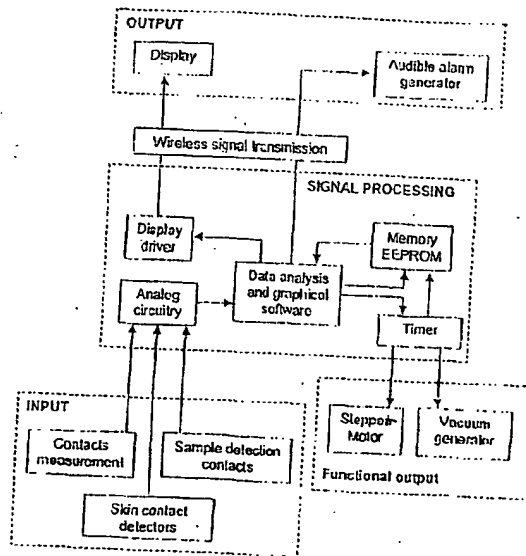 OUTPUT
Display
Audible alarm
generator
Wireless signal transmission
SIGNAL PROCESSING
Display
driver
Memory
EEPROM
Data analysis
and graphical
software
Analog
circuitry
Timer
INPUT
Contacts
measurement
Sample detection
contacts
Skin contact
detectors
Stepper
Motor
Vacuum
generator
Functional output